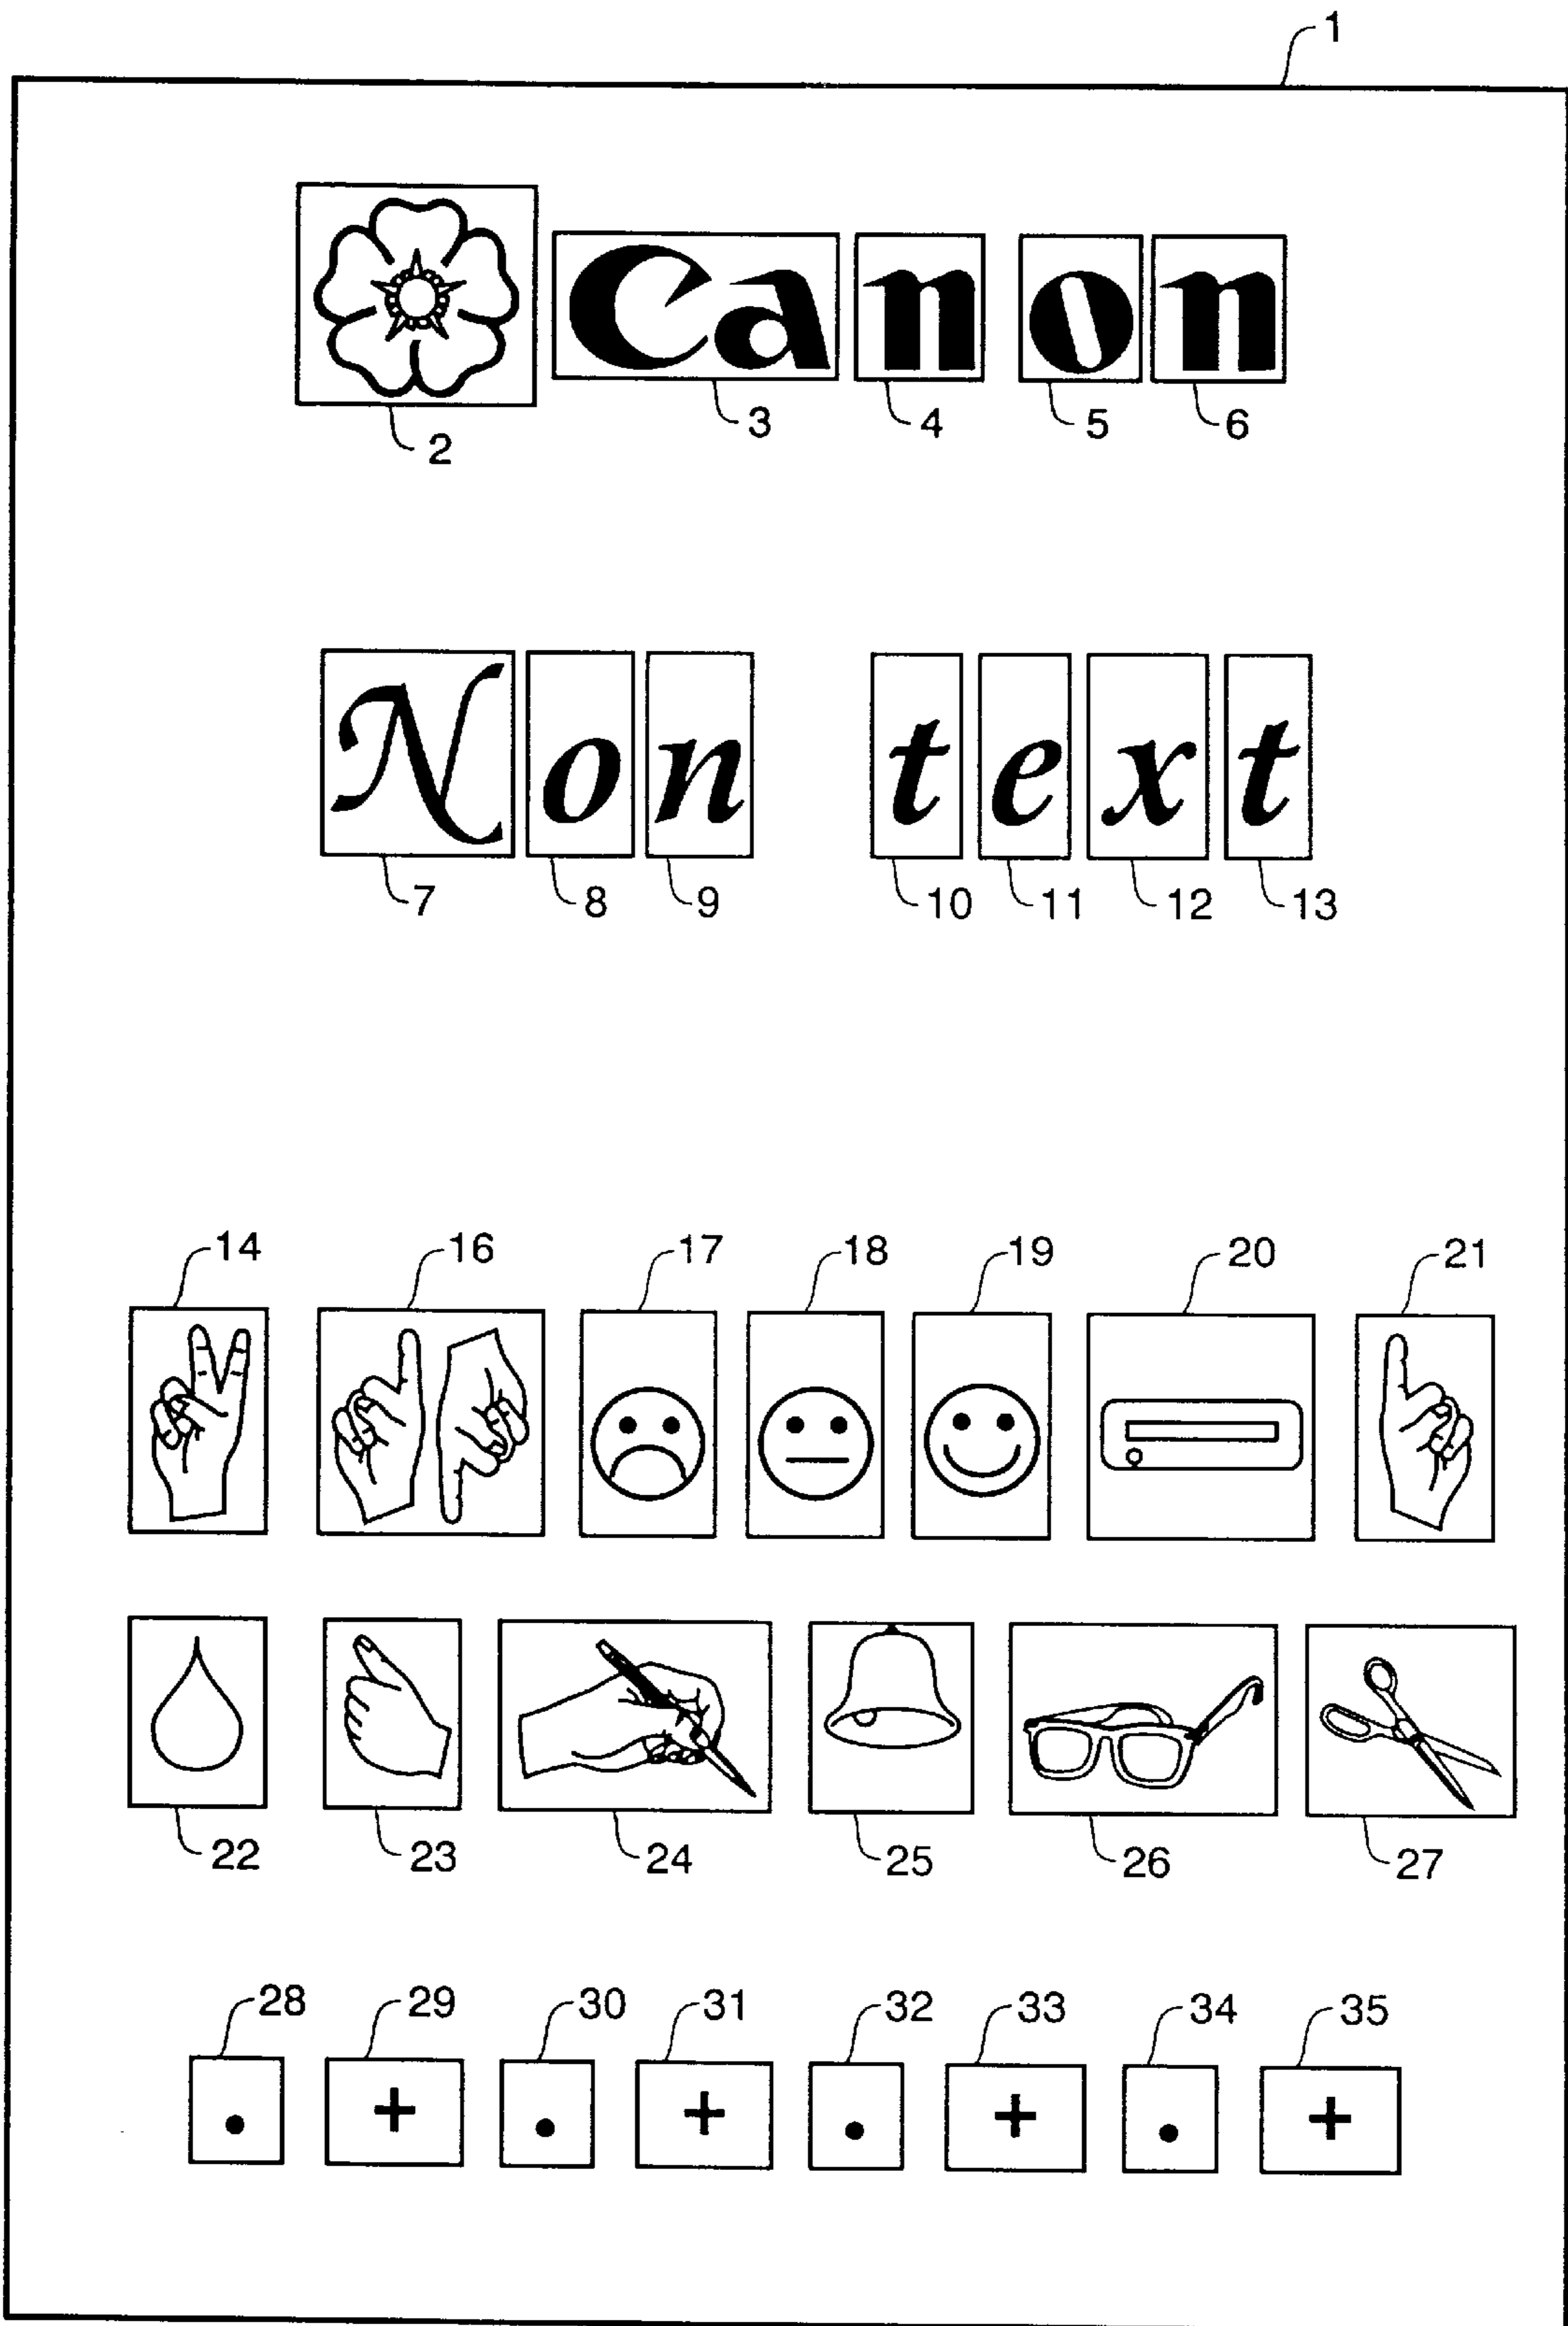 1
Canon
2 3 4 5 6
Non text
7 8 9 10 11 12 13
14 16 17 18 19 20 21
22 23 24 25 26 27
28 29 30 31 32 33 34 35
+ + + +